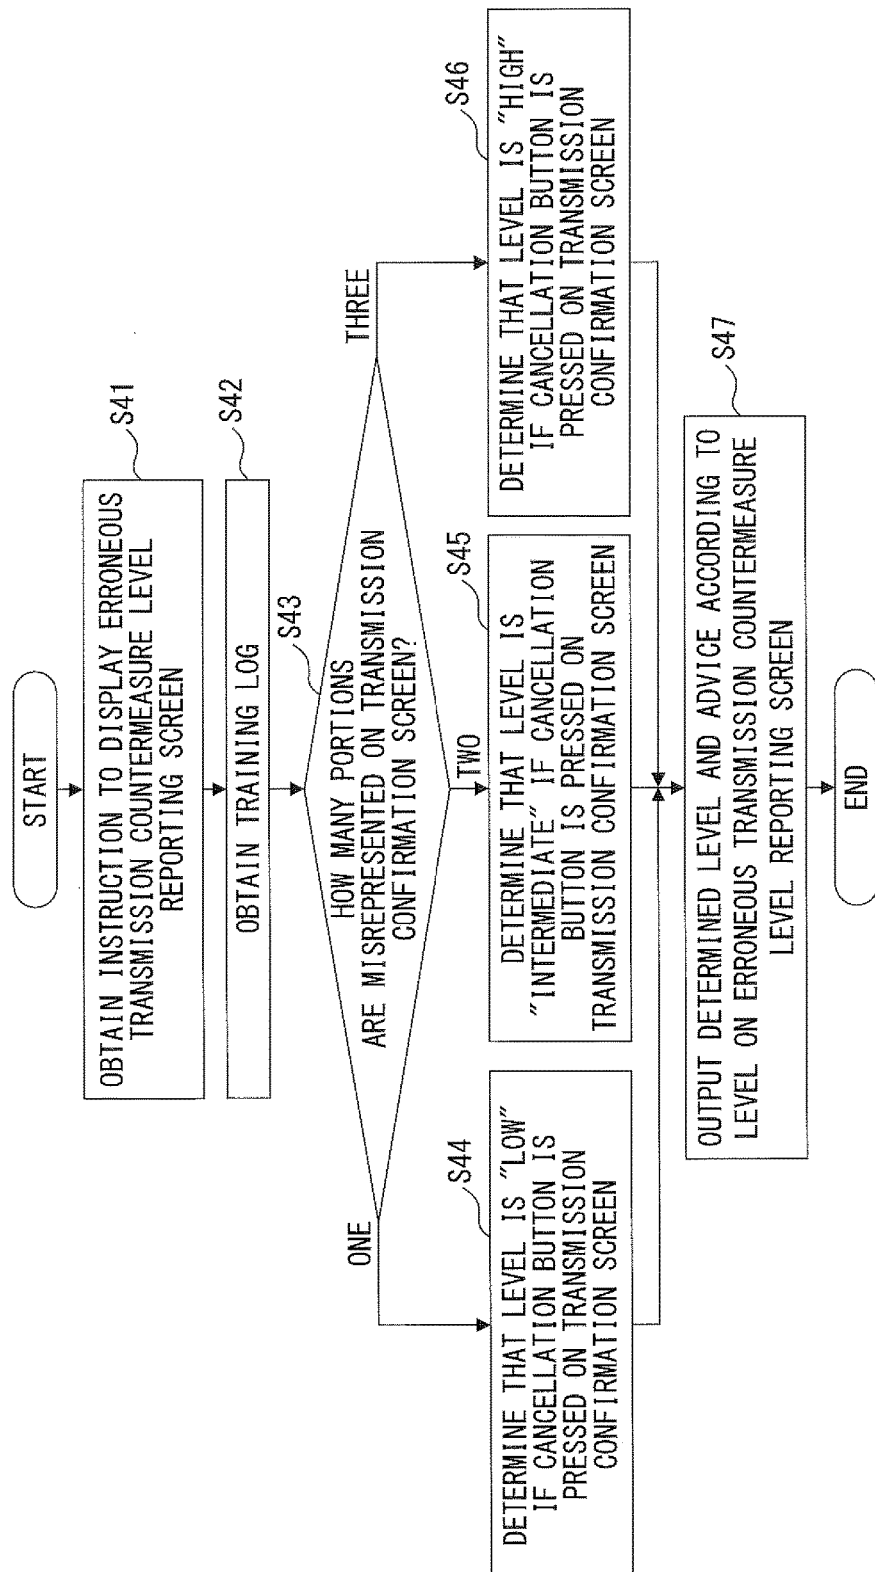 START
OBTAIN INSTRUCTION TO DISPLAY ERRONEOUS
TRANSMISSION COUNTERMEASURE LEVEL
REPORTING SCREEN
S41
OBTAIN TRAINING LOG
S42
HOW MANY PORTIONS
ARE MISREPRESENTED ON TRANSMISSION
CONFIRMATION SCREEN?
S43
ONE
TWO
THREE
DETERMINE THAT LEVEL IS "LOW"
IF CANCELLATION BUTTON IS
PRESSED ON TRANSMISSION
CONFIRMATION SCREEN
S44
DETERMINE THAT LEVEL IS
"INTERMEDIATE" IF CANCELLATION
BUTTON IS PRESSED ON
TRANSMISSION CONFIRMATION SCREEN
S45
DETERMINE THAT LEVEL IS "HIGH"
IF CANCELLATION BUTTON IS
PRESSED ON TRANSMISSION
CONFIRMATION SCREEN
S46
OUTPUT DETERMINED LEVEL AND ADVICE ACCORDING TO
LEVEL ON ERRONEOUS TRANSMISSION COUNTERMEASURE
LEVEL REPORTING SCREEN
S47
END